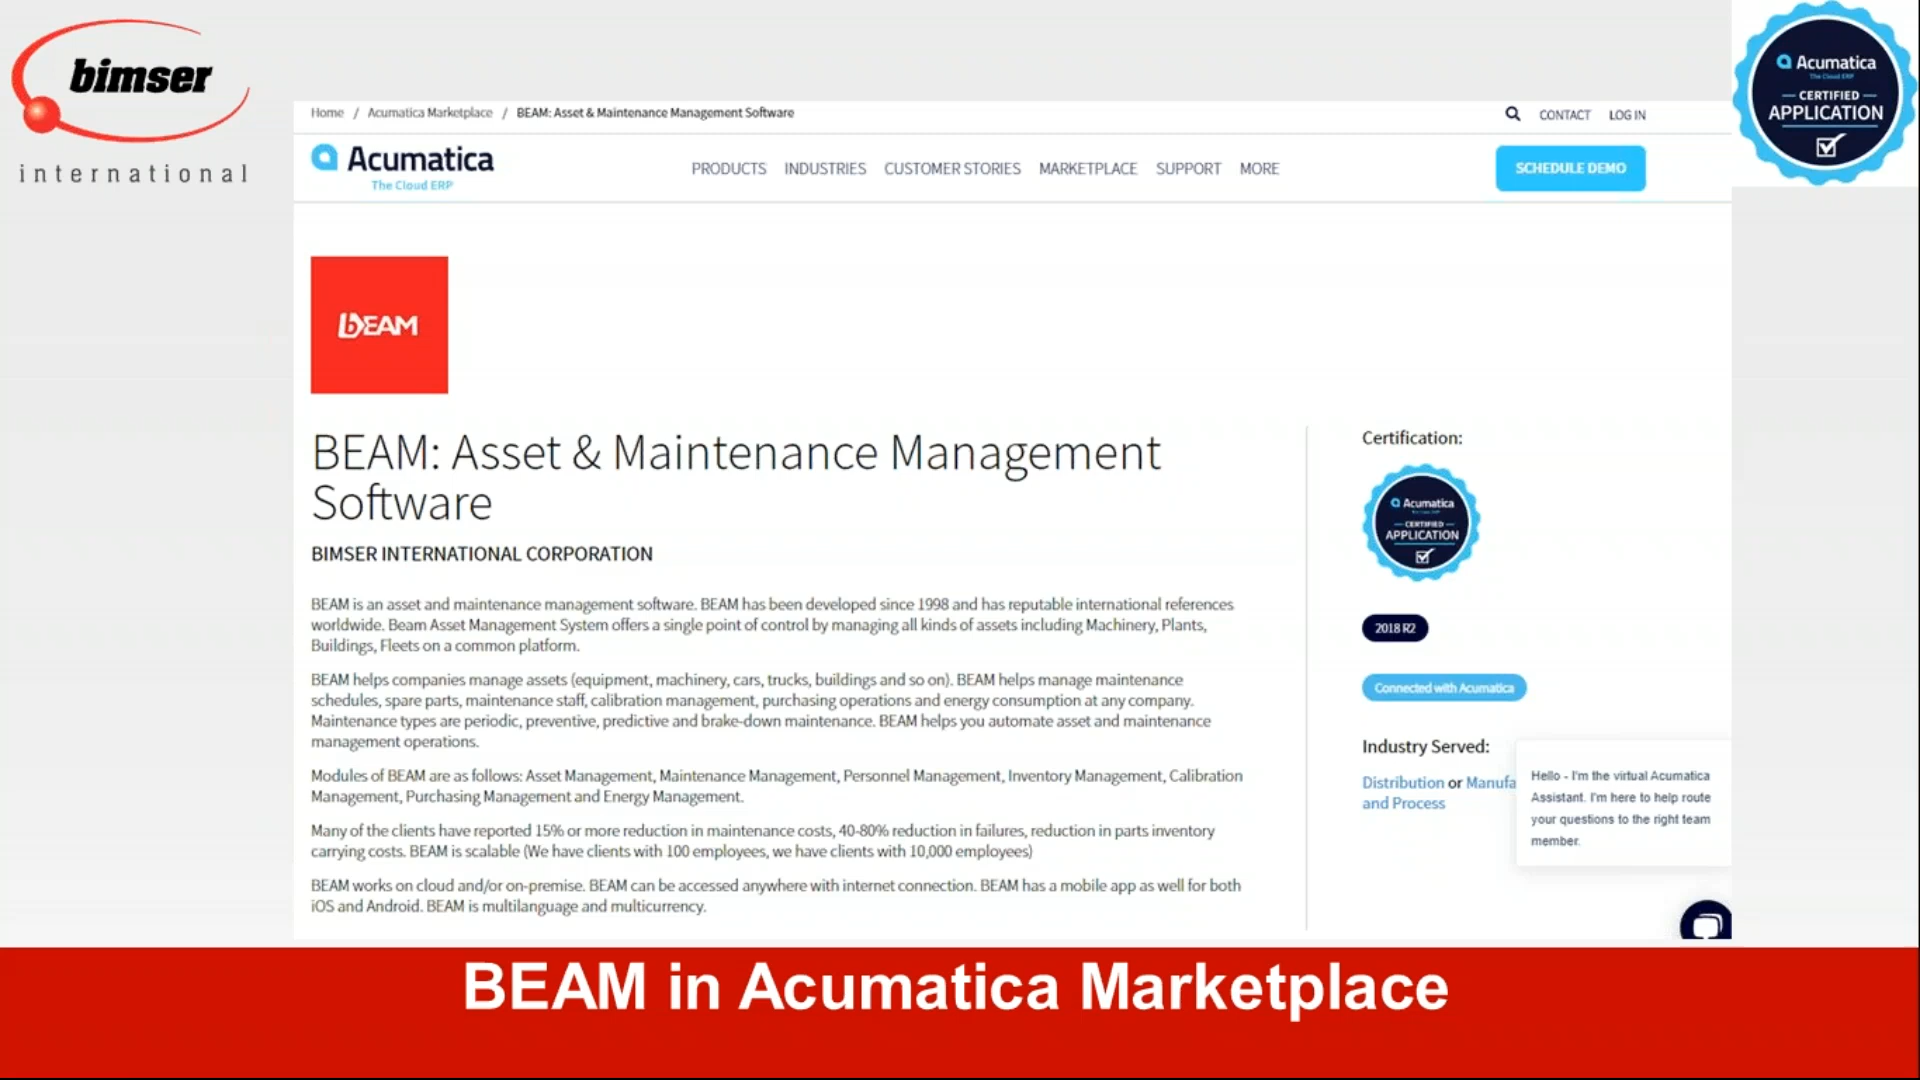 bimser
international
Acumatica
The Cloud ERP
CERTIFIED
APPLICATION
Home / Acumatica Marketplace / BEAM: Asset & Maintenance Management Software
CONTACT LOG IN
Acumatica
The Cloud ERP
PRODUCTS INDUSTRIES CUSTOMER STORIES MARKETPLACE SUPPORT MORE
SCHEDULE DEMO
bEAM
BEAM: Asset & Maintenance Management
Software
BIMSER INTERNATIONAL CORPORATION
BEAM is an asset and maintenance management software. BEAM has been developed since 1998 and has reputable international references
worldwide. Beam Asset Management System offers a single point of control by managing all kinds of assets including Machinery, Plants,
Buildings, Fleets on a common platform.
BEAM helps companies manage assets (equipment, machinery, cars, trucks, buildings and so on). BEAM helps manage maintenance
schedules, spare parts, maintenance staff, calibration management, purchasing operations and energy consumption at any company.
Maintenance types are periodic, preventive, predictive and brake-down maintenance. BEAM helps you automate asset and maintenance
management operations.
Modules of BEAM are as follows: Asset Management, Maintenance Management, Personnel Management, Inventory Management, Calibration
Management, Purchasing Management and Energy Management.
Many of the clients have reported 15% or more reduction in maintenance costs, 40-80% reduction in failures, reduction in parts inventory
carrying costs. BEAM is scalable (We have clients with 100 employees, we have clients with 10,000 employees)
BEAM works on cloud and/or on-premise. BEAM can be accessed anywhere with internet connection. BEAM has a mobile app as well for both
iOS and Android. BEAM is multilanguage and multicurrency.
Certification:
Acumatica
CERTIFIED
APPLICATION
2018 R2
Connected with Acumatica
Industry Served:
Distribution or Manufa
and Process
Hello - I'm the virtual Acumatica
Assistant. I'm here to help route
your questions to the right team
member.
BEAM in Acumatica Marketplace